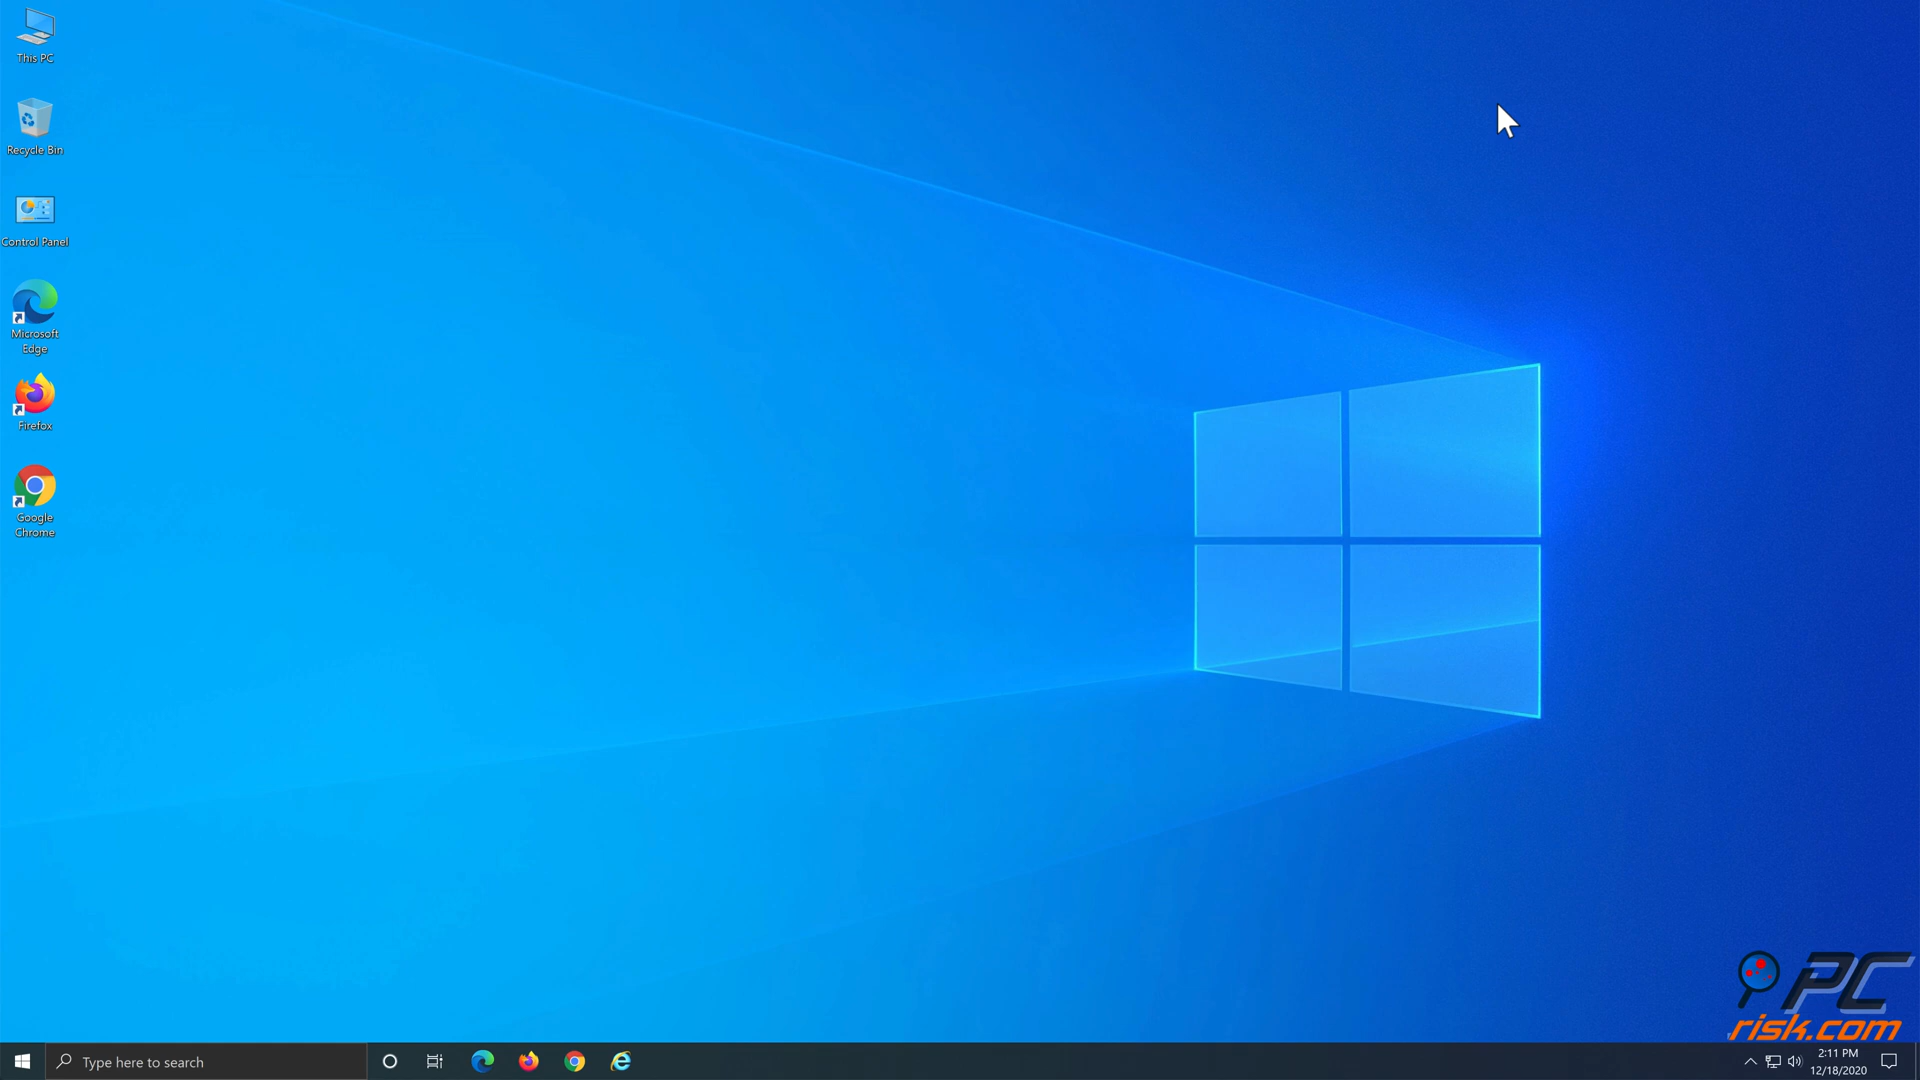 This PC
Recycle Bin
Control Panel
Microsoft
Edge
Firefox
Google
Chrome
PC
risk.com
Type here to search
2:11 PM
12/18/2020